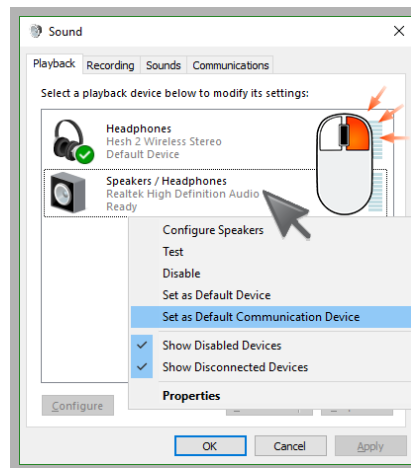 Sound
Playback Recording Sounds Communications
Select a playback device below to modify its settings:
Headphones
Hesh 2 Wireless Stereo
Default Device
Speakers / Headphones
Realtek High Definition Audio
Ready
Configure Speakers
Test
Disable
Set as Default Device
Set as Default Communication Device
Show Disabled Devices
Show Disconnected Devices
Properties
Configure
OK Cancel Apply